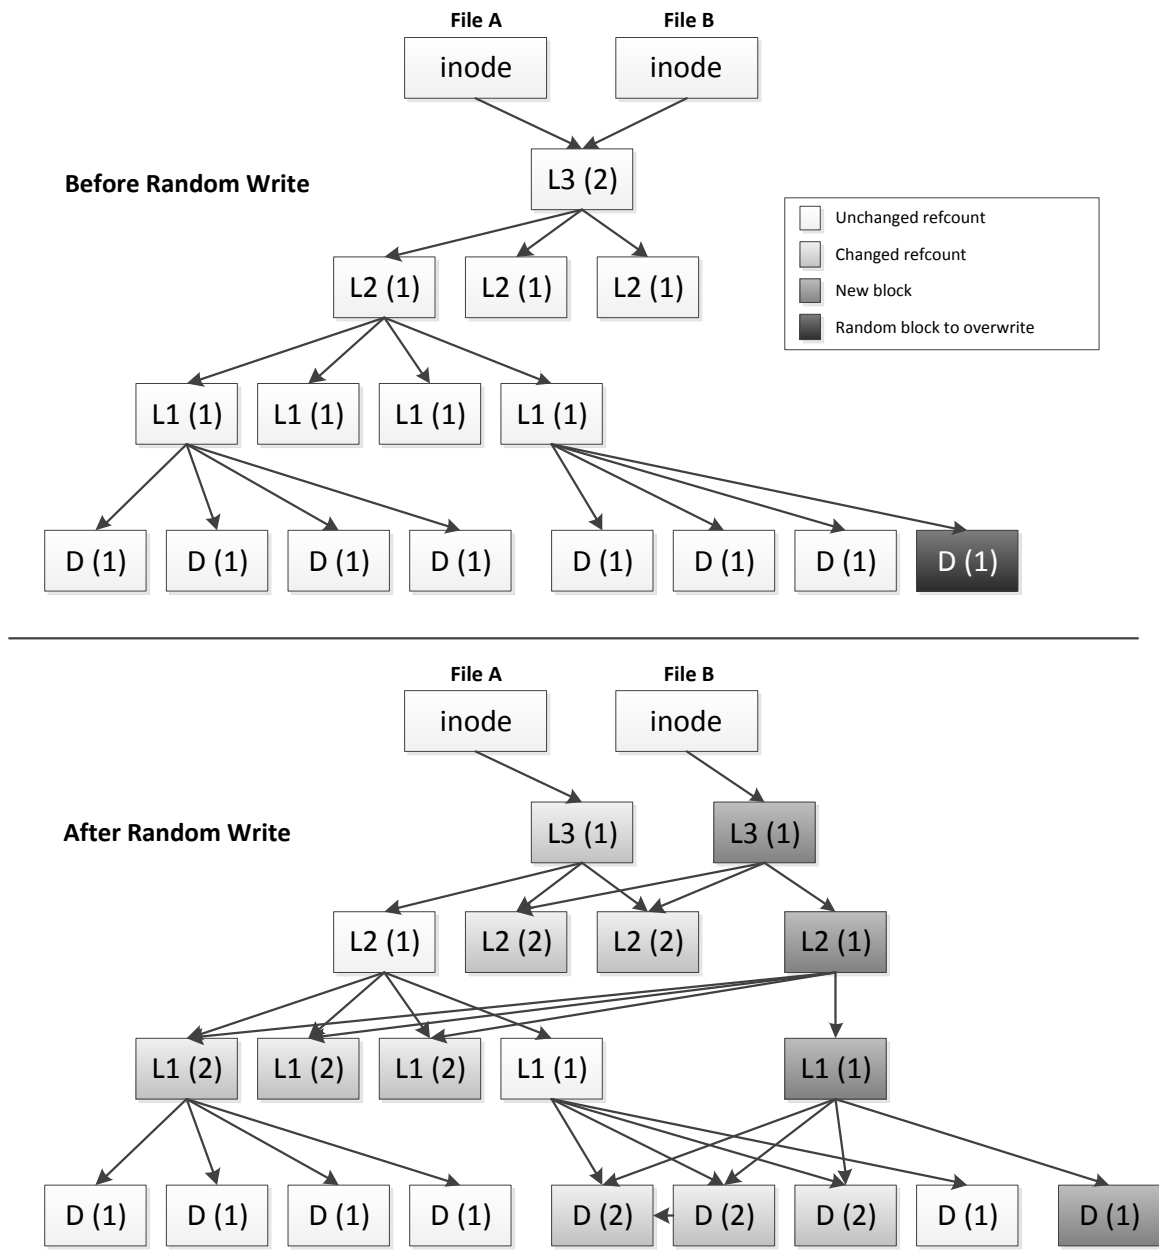 File A File B
inode inode
L3 (2)
Before Random Write
Unchanged refcount
Changed refcount
New block
Random block to overwrite
L2 (1) L2 (1) L2 (1)
L1 (1) L1 (1) L1 (1) L1 (1)
D (1) D (1) D (1) D (1) D (1) D (1) D (1) D (1)
File A File B
inode inode
After Random Write
L3 (1) L3 (1)
L2 (1) L2 (2) L2 (2) L2 (1)
L1 (2) L1 (2) L1 (2) L1 (1) L1 (1)
D (1) D (1) D (1) D (1) D (2) D (2) D (2) D (1) D (1)